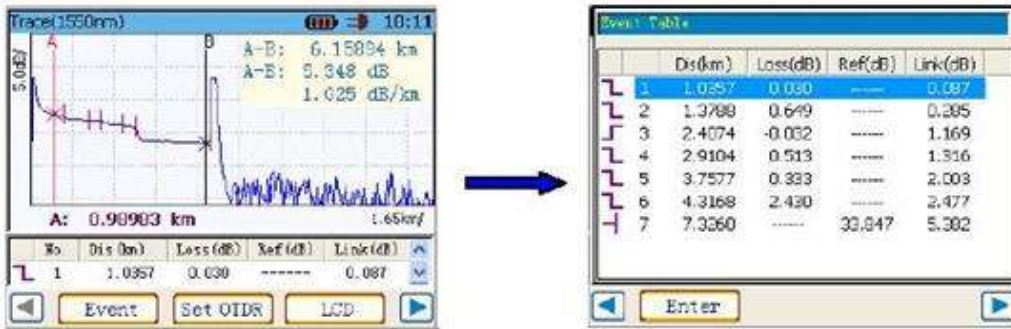 Trace(1550nm) 10:11
5.0dB/
A B
A-B: 6.15894 km
A-B: 6.348 dB
1.025 dB/km
A: 0.98983 km 1.65km/
No Dis(km) Loss(dB) Ref(dB) Link(dB)
1 1.0357 0.030 ------ 0.087
Event Set OTDR LCD
Event Table
Dis(km) Loss(dB) Ref(dB) Link(dB)
1 1.0357 0.030 ------ 0.087
2 1.3788 0.649 ------ 0.285
3 2.4074 -0.032 ------ 1.169
4 2.9104 0.513 ------ 1.316
5 3.7577 0.333 ------ 2.003
6 4.3168 2.430 ------ 2.477
7 7.3360 ------ 33.847 5.382
Enter